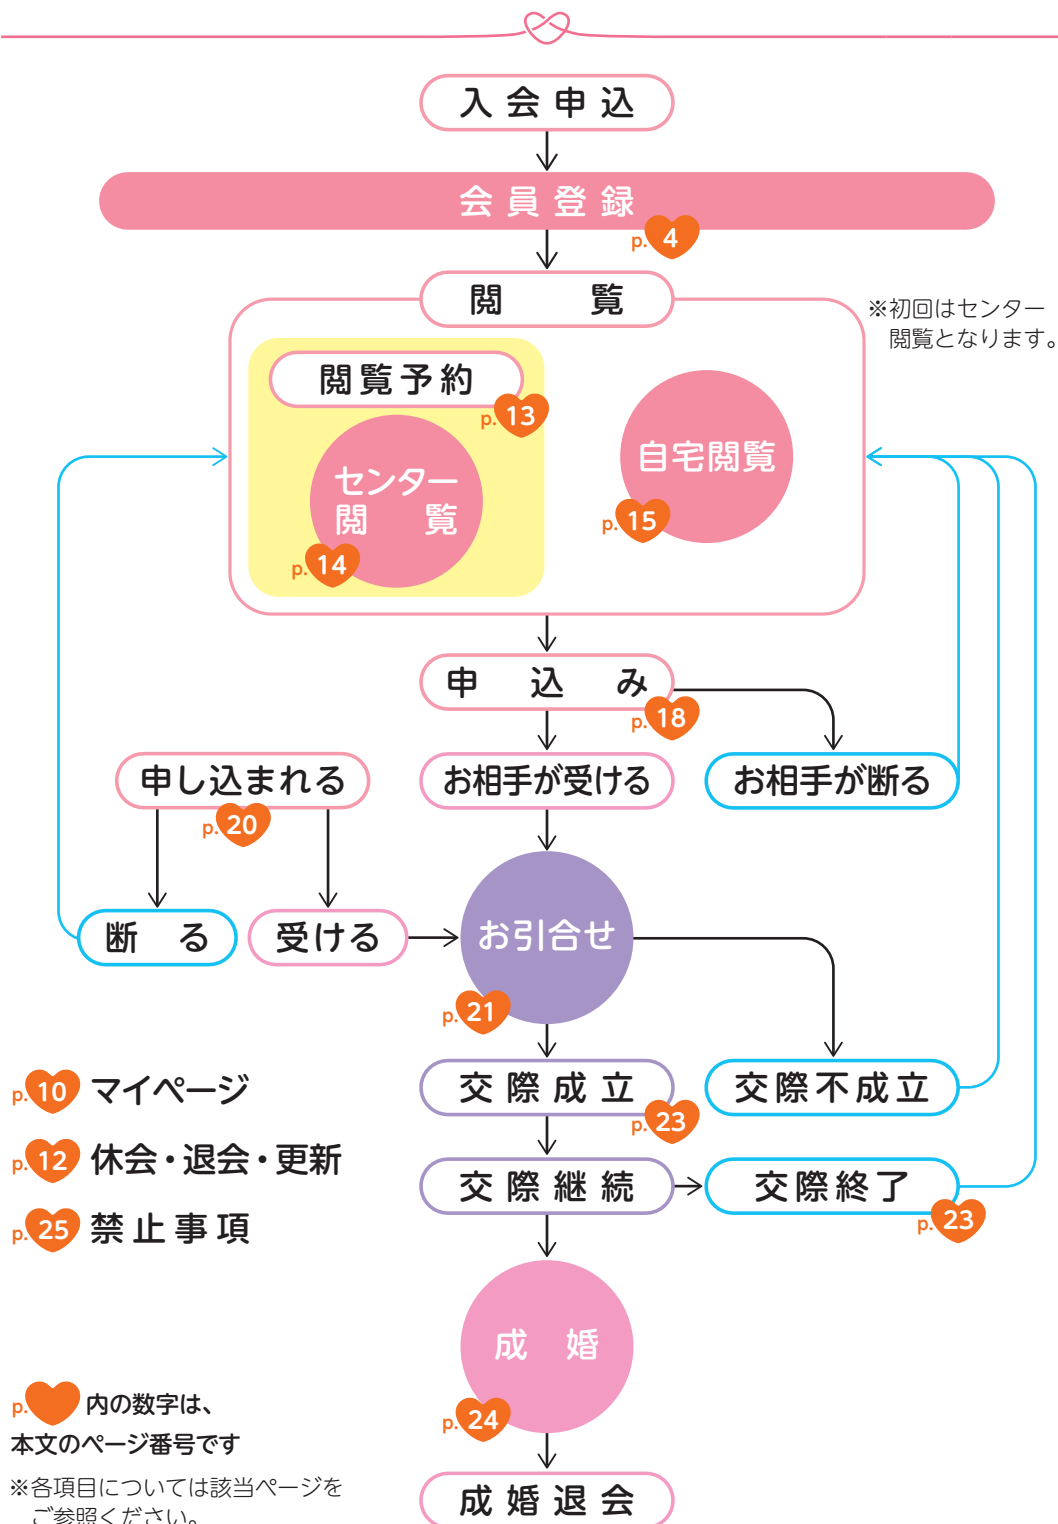 入会申込
会員登録
p. 4
閲 覧
※初回はセンター
閲覧となります。
閲覧予約
p. 13
センター
閲 覧
p. 14
自宅閲覧
p. 15
申 込 み
p. 18
申し込まれる
p. 20
お相手が受ける
お相手が断る
断 る
受ける
お引合せ
p. 21
交際成立
p. 23
交際不成立
交際継続
交際終了
p. 23
p. 10 マイページ
p. 12 休会・退会・更新
p. 25 禁止事項
成 婚
p. 24
成婚退会
p. 内の数字は、
本文のページ番号です
※各項目については該当ページを
ご参照ください。